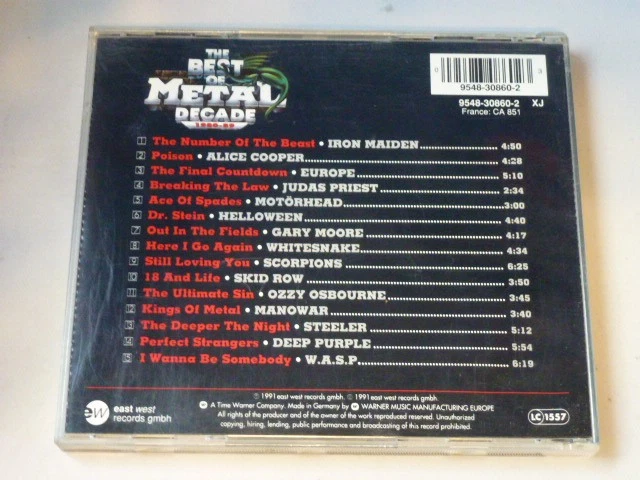 THE
BEST
OF
METAL
DECADE
1980-89
9548-30860-2
9548-30860-2 XJ
France: CA 851
1 The Number Of The Beast • IRON MAIDEN 4:50
2 Poison • ALICE COOPER 4:28
3 The Final Countdown • EUROPE 5:10
4 Breaking The Law • JUDAS PRIEST 2:34
5 Ace Of Spades • MOTÖRHEAD 3:00
6 Dr. Stein • HELLOWEEN 4:40
7 Out In The Fields • GARY MOORE 4:17
8 Here I Go Again • WHITESNAKE 4:34
9 Still Loving You • SCORPIONS 6:25
10 18 And Life • SKID ROW 3:50
11 The Ultimate Sin • OZZY OSBOURNE 3:45
12 Kings Of Metal • MANOWAR 3:40
13 The Deeper The Night • STEELER 5:12
14 Perfect Strangers • DEEP PURPLE 5:54
15 I Wanna Be Somebody • W.A.S.P. 6:19
ew east west
records gmbh
℗ 1991 east west records gmbh. © 1991 east west records gmbh.
A Time Warner Company. Made in Germany by WARNER MUSIC MANUFACTURING EUROPE
All rights of the producer and of the owner of the work reproduced reserved. Unauthorized
copying, hiring, lending, public performance and broadcasting of this record prohibited.
LC 1557